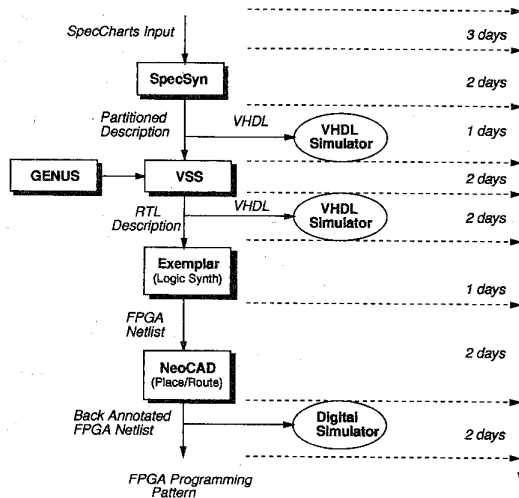 SpecCharts Input
3 days
SpecSyn
2 days
Partitioned
Description
VHDL
VHDL
Simulator
1 days
GENUS
VSS
2 days
RTL
Description
VHDL
VHDL
Simulator
2 days
Exemplar
(Logic Synth)
1 days
FPGA
Netlist
NeoCAD
(Place/Route)
2 days
Back Annotated
FPGA Netlist
Digital
Simulator
2 days
FPGA Programming
Pattern